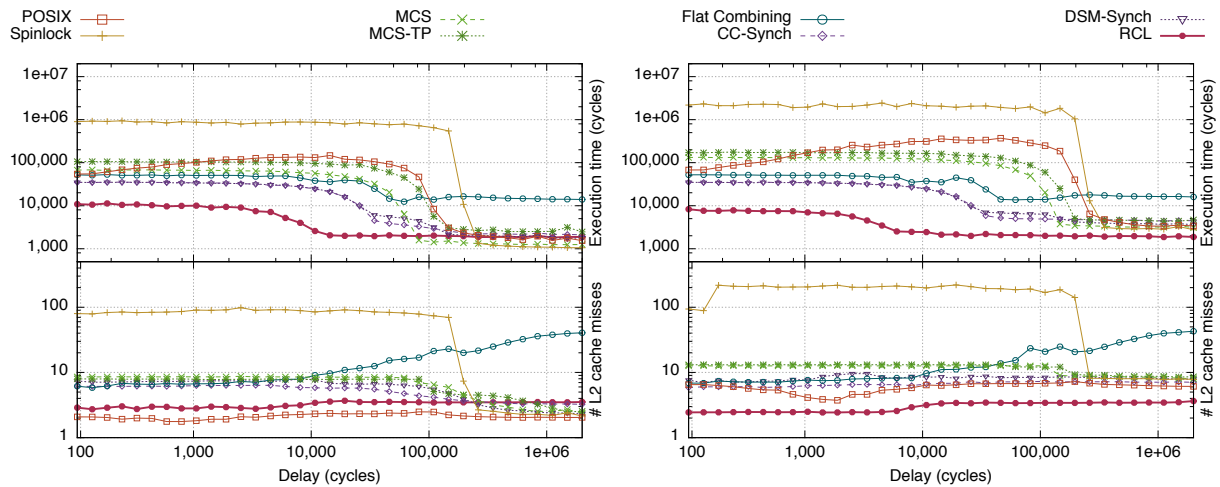 POSIX
Spinlock
MCS
MCS-TP
Flat Combining
CC-Synch
DSM-Synch
RCL
1e+07
1e+06
100,000
10,000
1,000
Execution time (cycles)
100
10
1
# L2 cache misses
100 1,000 10,000 100,000 1e+06
Delay (cycles)
1e+07
1e+06
100,000
10,000
1,000
Execution time (cycles)
100
10
1
# L2 cache misses
100 1,000 10,000 100,000 1e+06
Delay (cycles)